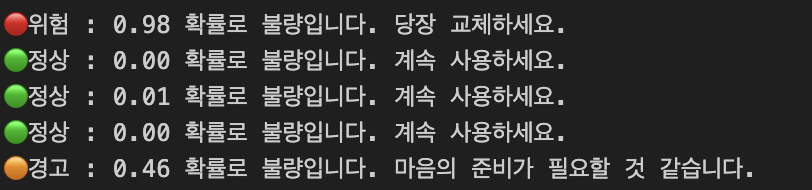 🔴위험 : 0.98 확률로 불량입니다. 당장 교체하세요.
🟢정상 : 0.00 확률로 불량입니다. 계속 사용하세요.
🟢정상 : 0.01 확률로 불량입니다. 계속 사용하세요.
🟢정상 : 0.00 확률로 불량입니다. 계속 사용하세요.
🟠경고 : 0.46 확률로 불량입니다. 마음의 준비가 필요할 것 같습니다.